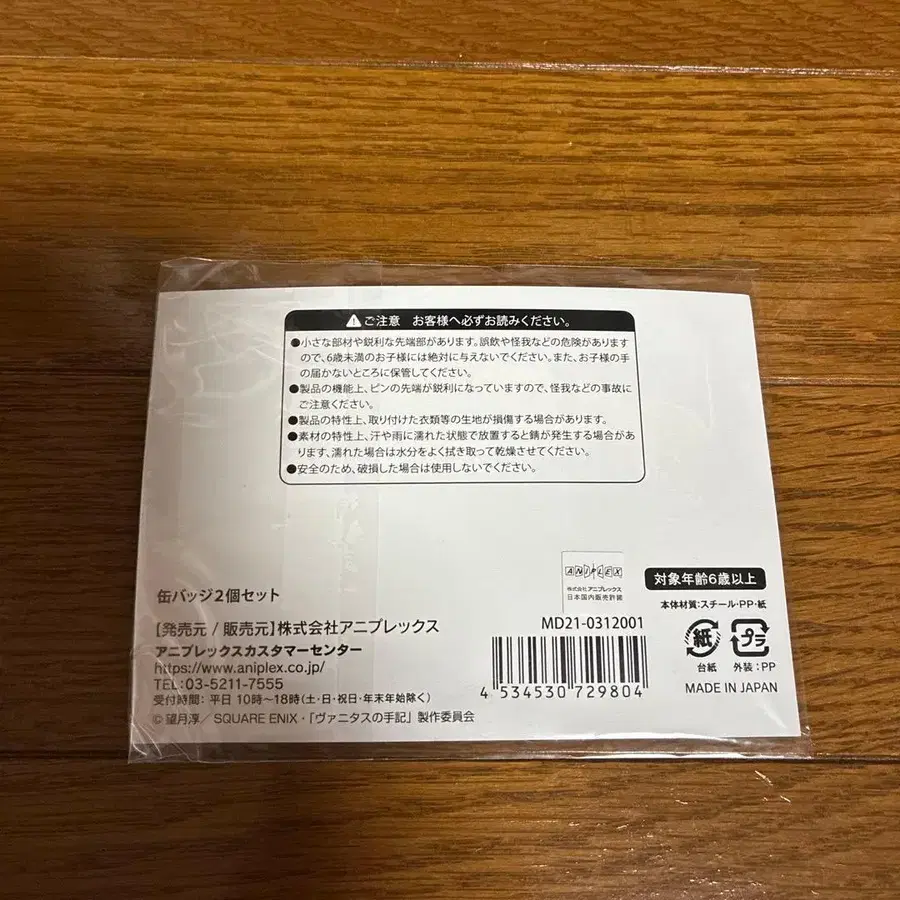 ご注意 お客様へ必ずお読みください。
●小さな部材や鋭利な先端部があります。誤飲や怪我などの危険があります
ので、6歳未満のお子様には絶対に与えないでください。また、お子様の手
の届かないところに保管してください。
●製品の機能上、ピンの先端が鋭利になっていますので、怪我などの事故に
ご注意ください。
●製品の特性上、取り付けた衣類等の生地が損傷する場合があります。
●素材の特性上、汗や雨に濡れた状態で放置すると錆が発生する場合があ
ります、濡れた場合は水分をよく拭き取って乾燥させてください。
●安全のため、破損した場合は使用しないでください。
缶バッジ2個セット
【発売元 / 販売元】株式会社アニプレックス
アニプレックスカスタマーセンター
https://www.aniplex.co.jp/
TEL:03-5211-7555
受付時間: 平日 10時~18時(土・日・祝日・年末年始除く)
© 望月淳／SQUARE ENIX・「ヴァニタスの手記」製作委員会
ANIPLEX
株式会社アニプレックス
日本国内販売許諾
MD21-0312001
4 534530 729804
対象年齢6歳以上
本体材質:スチール・PP・紙
紙
プラ
台紙
外装:PP
MADE IN JAPAN